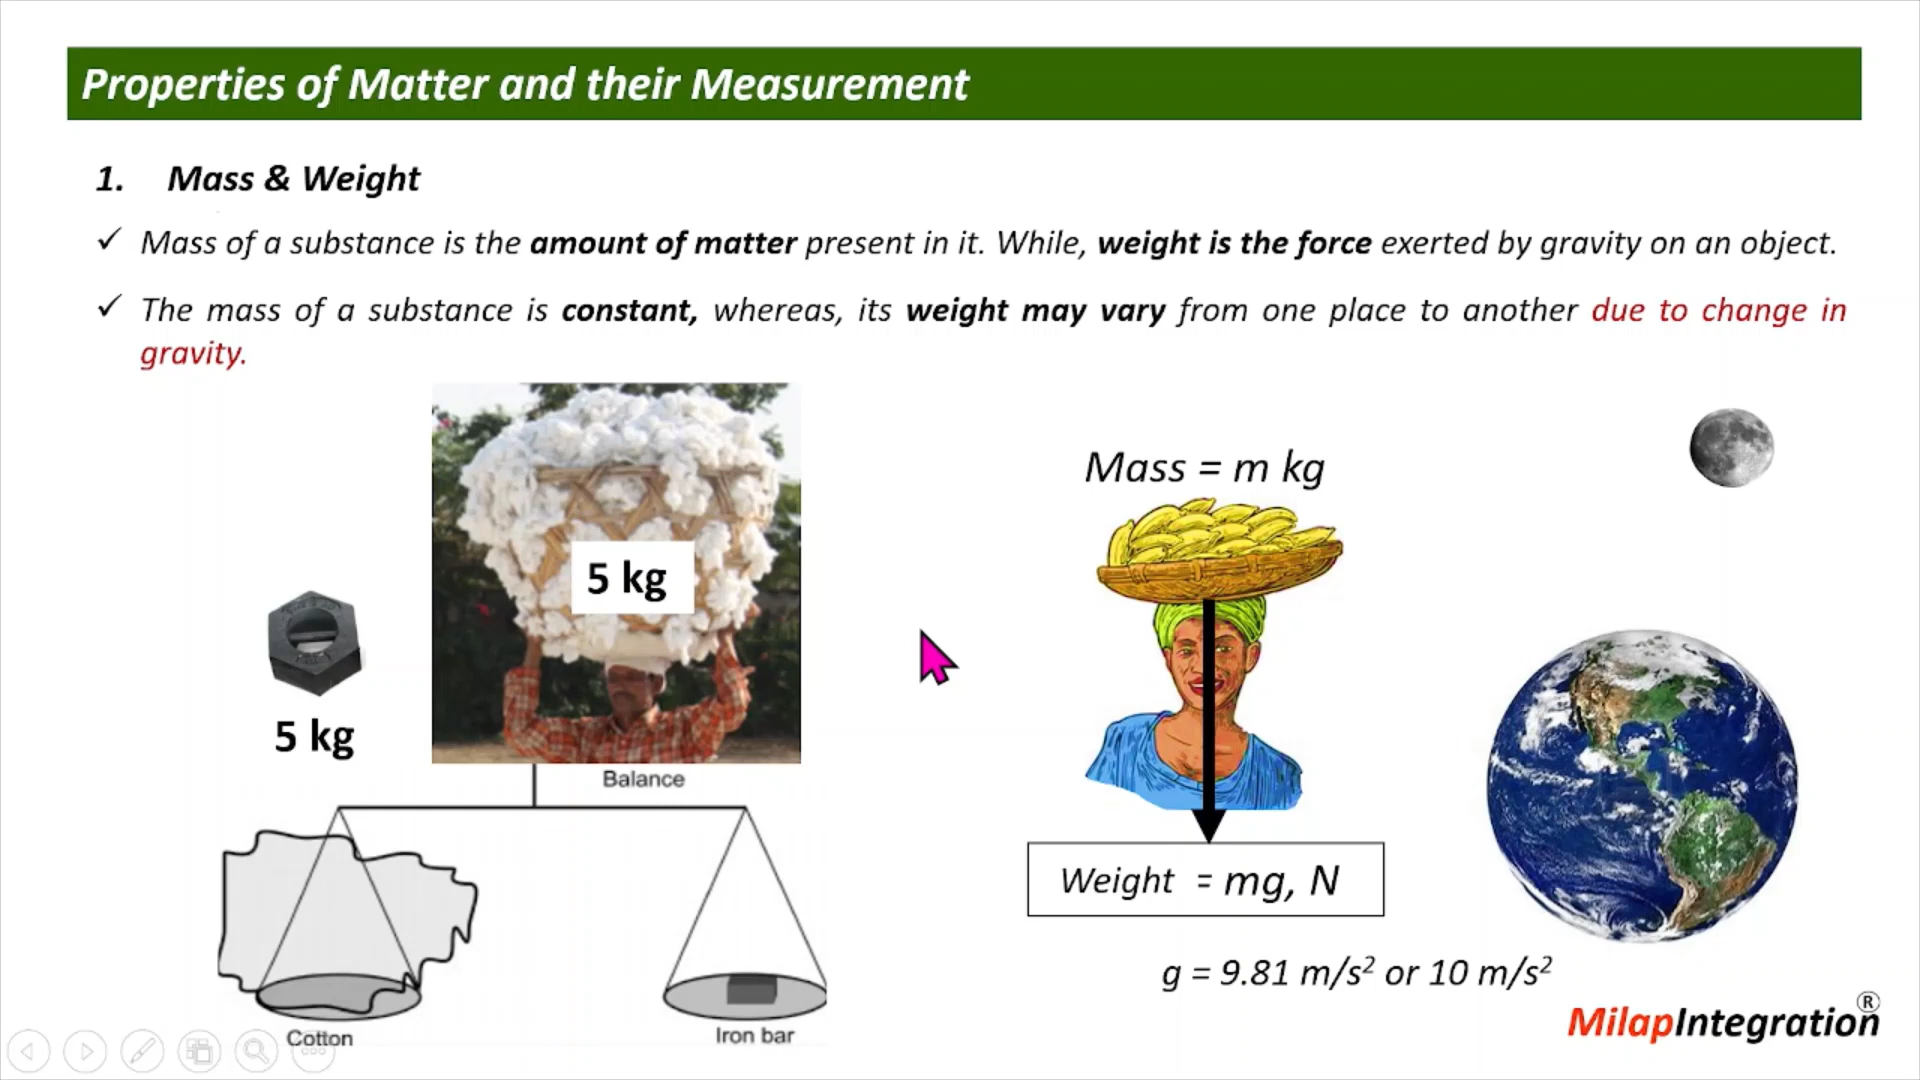 Properties of Matter and their Measurement
1. Mass & Weight
✓ Mass of a substance is the amount of matter present in it. While, weight is the force exerted by gravity on an object.
✓ The mass of a substance is constant, whereas, its weight may vary from one place to another due to change in
gravity.
5 kg
5 kg
Balance
Cotton
Iron bar
Mass = m kg
Weight = mg, N
g = 9.81 m/s² or 10 m/s²
MilapIntegration®